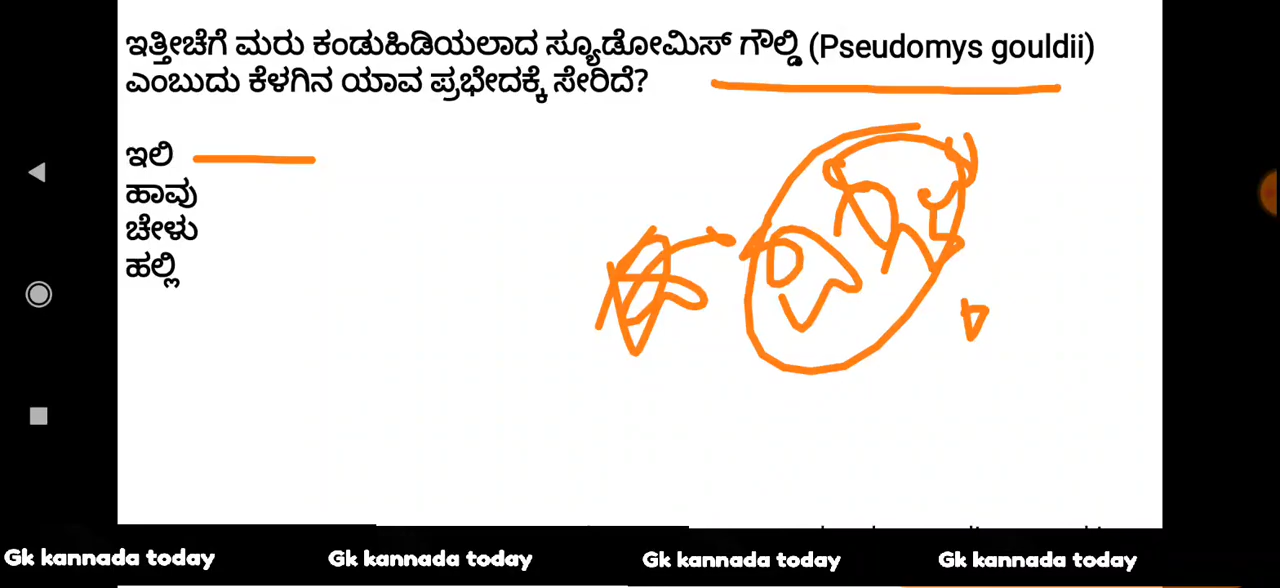 ಇತ್ತೀಚೆಗೆ ಮರು ಕಂಡುಹಿಡಿಯಲಾದ ಸ್ಯೂಡೋಮಿಸ್ ಗೌಲ್ಡಿ (Pseudomys gouldii)
ಎಂಬುದು ಕೆಳಗಿನ ಯಾವ ಪ್ರಭೇದಕ್ಕೆ ಸೇರಿದೆ?
ಇಲಿ
ಹಾವು
ಚೇಳು
ಹಲ್ಲಿ
Gk kannada today Gk kannada today Gk kannada today Gk kannada today